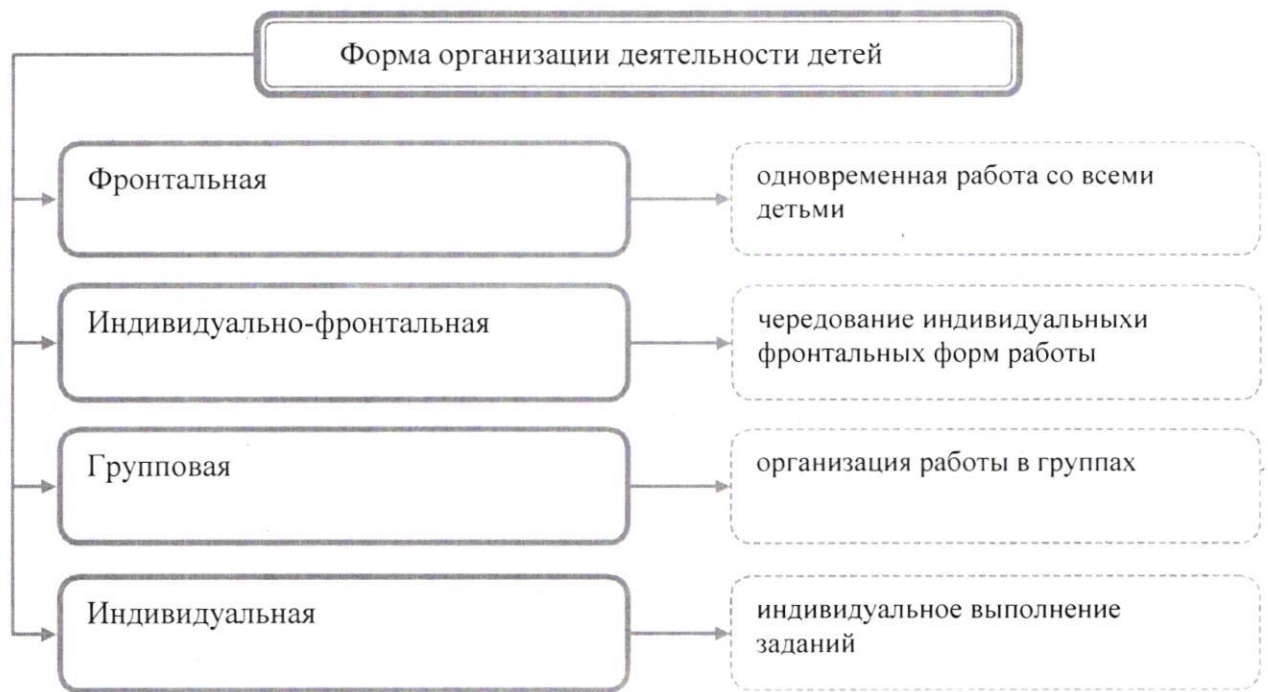 Форма организации деятельности детей
Фронтальная
одновременная работа со всеми
детьми
Индивидуально-фронтальная
чередование индивидуальныхи
фронтальных форм работы
Групповая
организация работы в группах
Индивидуальная
индивидуальное выполнение
заданий